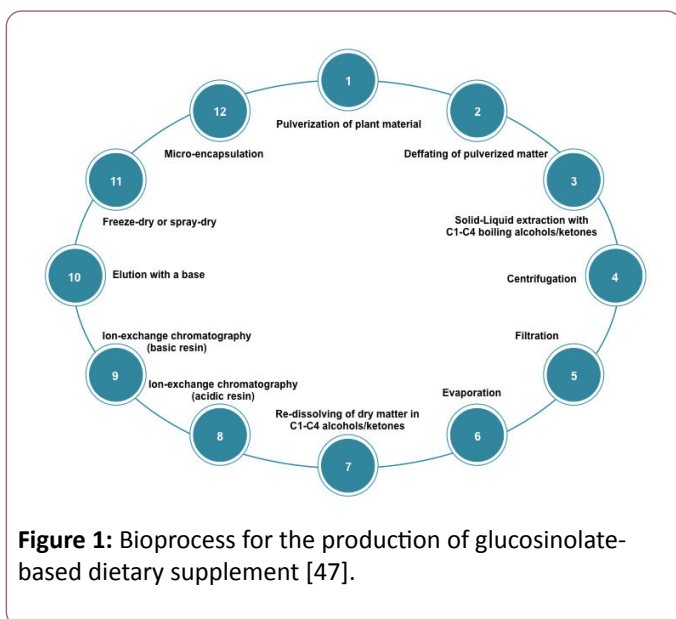 1
Pulverization of plant material
2
Deffating of pulverized matter
3
Solid-Liquid extraction with
C1-C4 boiling alcohols/ketones
4
Centrifugation
5
Filtration
6
Evaporation
7
Re-dissolving of dry matter in
C1-C4 alcohols/ketones
8
Ion-exchange chromatography
(acidic resin)
9
Ion-exchange chromatography
(basic resin)
10
Elution with a base
11
Freeze-dry or spray-dry
12
Micro-encapsulation
Figure 1: Bioprocess for the production of glucosinolate-
based dietary supplement [47].